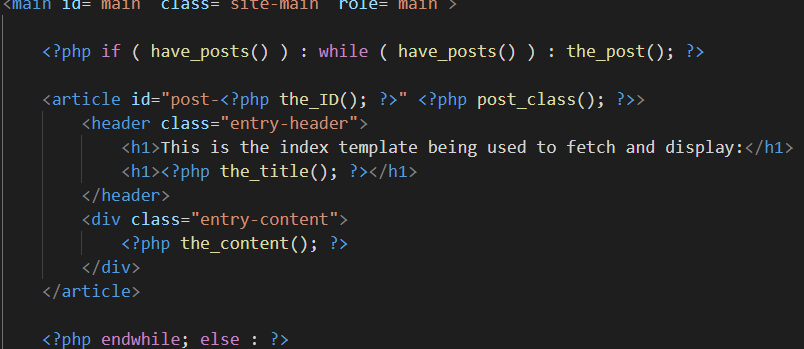 <main id="main" class="site-main" role="main">
<?php if ( have_posts() ) : while ( have_posts() ) : the_post(); ?>
<article id="post-<?php the_ID(); ?>" <?php post_class(); ?>>
<header class="entry-header">
<h1>This is the index template being used to fetch and display:</h1>
<h1><?php the_title(); ?></h1>
</header>
<div class="entry-content">
<?php the_content(); ?>
</div>
</article>
<?php endwhile; else : ?>